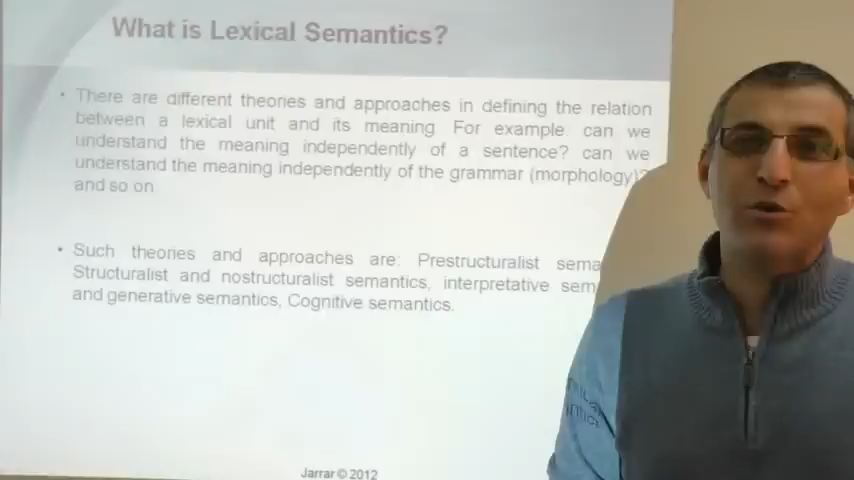 What is Lexical Semantics?
• There are different theories and approaches in defining the relation
between a lexical unit and its meaning. For example: can we
understand the meaning independently of a sentence? can we
understand the meaning independently of the grammar (morphology)?
and so on
• Such theories and approaches are: Prestructuralist sema
Structuralist and nostructuralist semantics, interpretative sem
and generative semantics, Cognitive semantics.
Jarrar © 2012